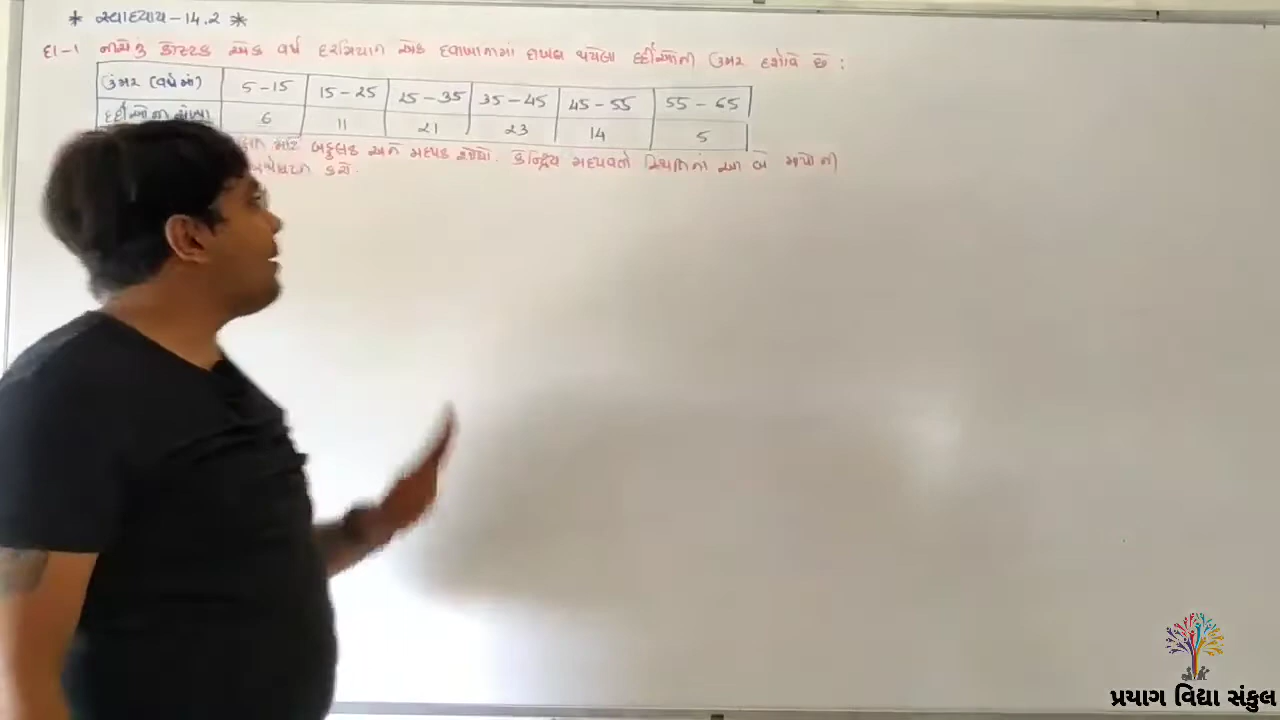 * સ્વાધ્યાય - 14.2 *
દા-1 નીચેનું કોષ્ટક એક વર્ષ દરમિયાન એક દવાખાનામાં દાખલ થયેલા દર્દીઓની ઉંમર દર્શાવે છે :
ઉંમર (વર્ષમાં) 5-15 15-25 25-35 35-45 45-55 55-65
દર્દીઓની સંખ્યા 6 11 21 23 14 5
માટે બહુલક અને મધ્યક શોધો. કેન્દ્રિય મધ્યવર્તી સ્થિતિનાં આ બે માપોની
કરો.
પ્રયાગ વિદ્યા સંકુલ